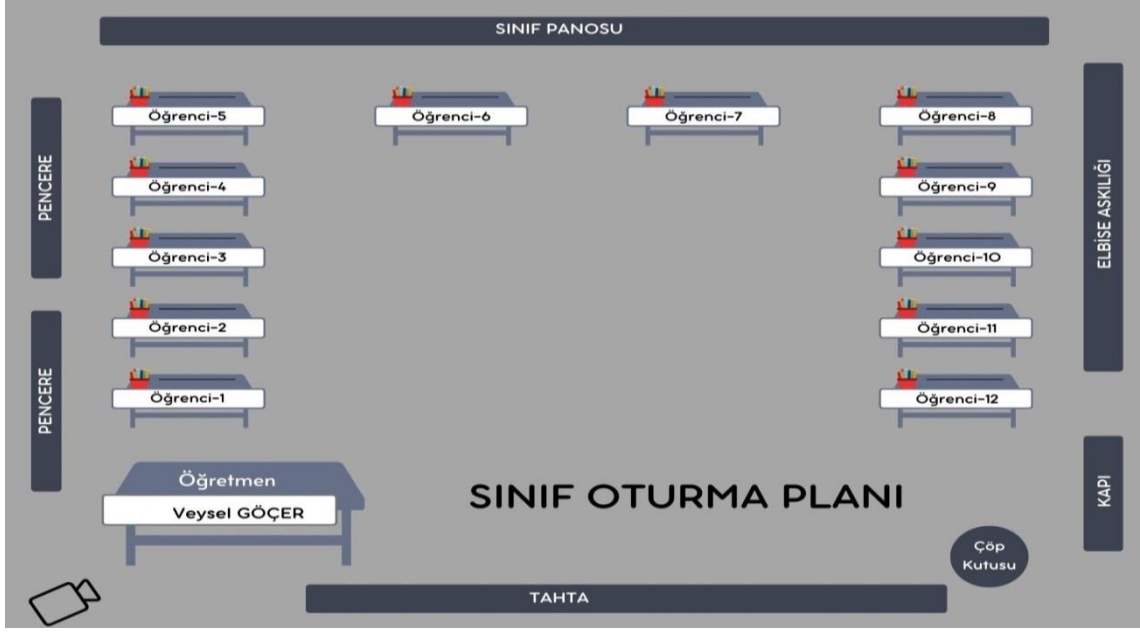 SINIF PANOSU
Öğrenci-5
Öğrenci-6
Öğrenci-7
Öğrenci-8
PENCERE
Öğrenci-4
Öğrenci-9
ELBİSE ASKILIĞI
Öğrenci-3
Öğrenci-10
Öğrenci-2
Öğrenci-11
PENCERE
Öğrenci-1
Öğrenci-12
Öğretmen
Veysel GÖÇER
SINIF OTURMA PLANI
KAPI
Çöp
Kutusu
TAHTA